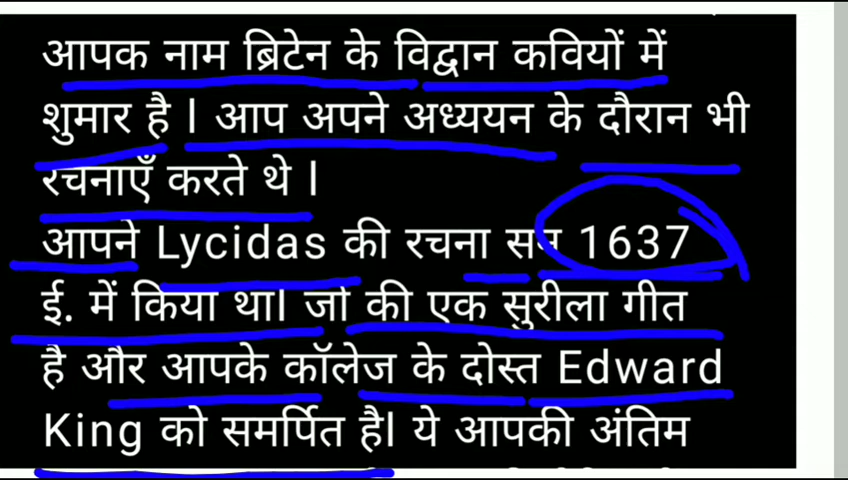 आपक नाम ब्रिटेन के विद्वान कवियों में
शुमार है l आप अपने अध्ययन के दौरान भी
रचनाएँ करते थे l
आपने Lycidas की रचना सन 1637
ई. में किया थाl जो की एक सुरीला गीत
है और आपके कॉलेज के दोस्त Edward
King को समर्पित हैl ये आपकी अंतिम